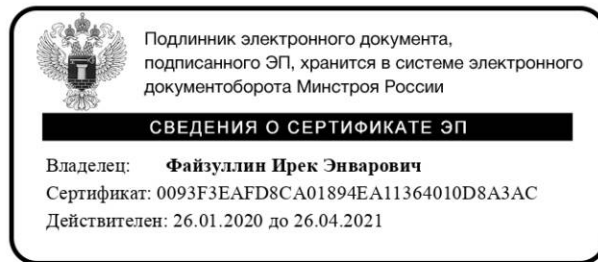 Подлинник электронного документа,
подписанного ЭП, хранится в системе электронного
документоборота Минстроя России
СВЕДЕНИЯ О СЕРТИФИКАТЕ ЭП
Владелец: Файзуллин Ирек Энварович
Сертификат: 0093F3EAFD8CA01894EA11364010D8A3AC
Действителен: 26.01.2020 до 26.04.2021